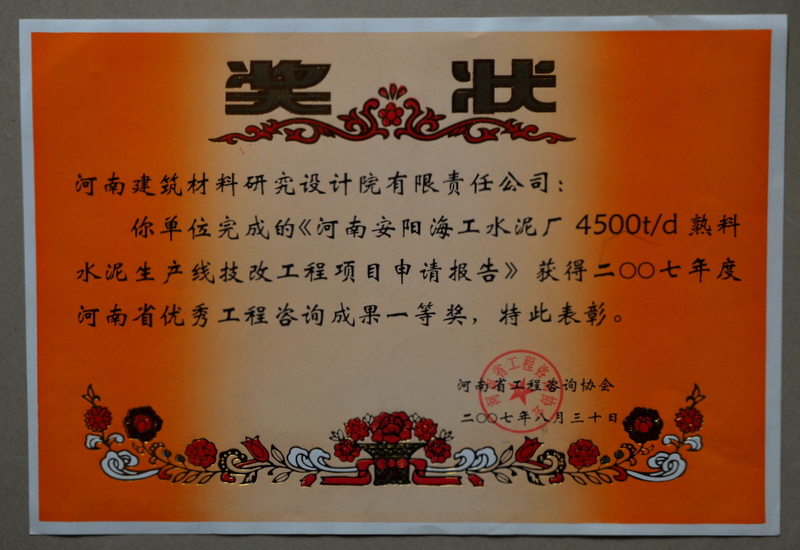 奖状
河南建筑材料研究设计院有限责任公司：
你单位完成的《河南安阳海工水泥厂 4500t/d 熟料
水泥生产线技改工程项目申请报告》获得二〇〇七年度
河南省优秀工程咨询成果一等奖，特此表彰。
河南省工程咨询协会
二〇〇七年八月三十日